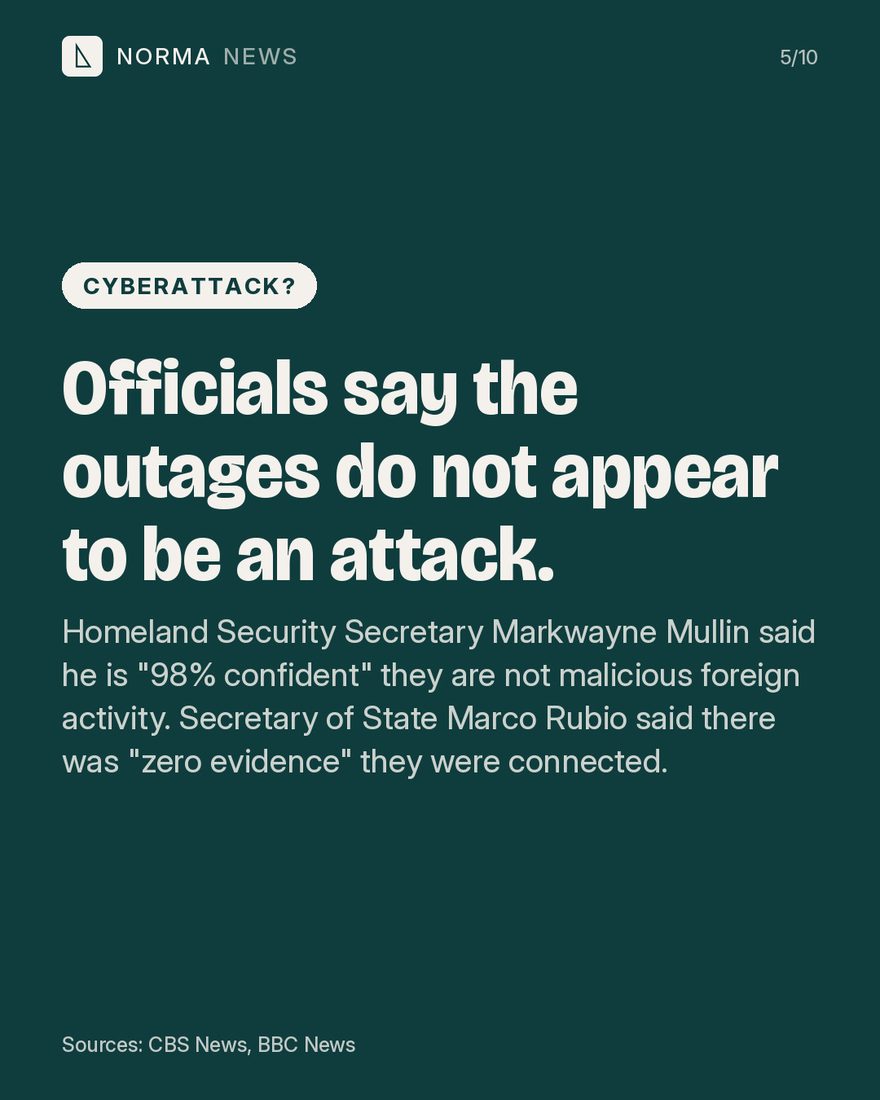 NORMA NEWS
5/10
CYBERATTACK?
Officials say the
outages do not appear
to be an attack.
Homeland Security Secretary Markwayne Mullin said
he is "98% confident" they are not malicious foreign
activity. Secretary of State Marco Rubio said there
was "zero evidence" they were connected.
Sources: CBS News, BBC News